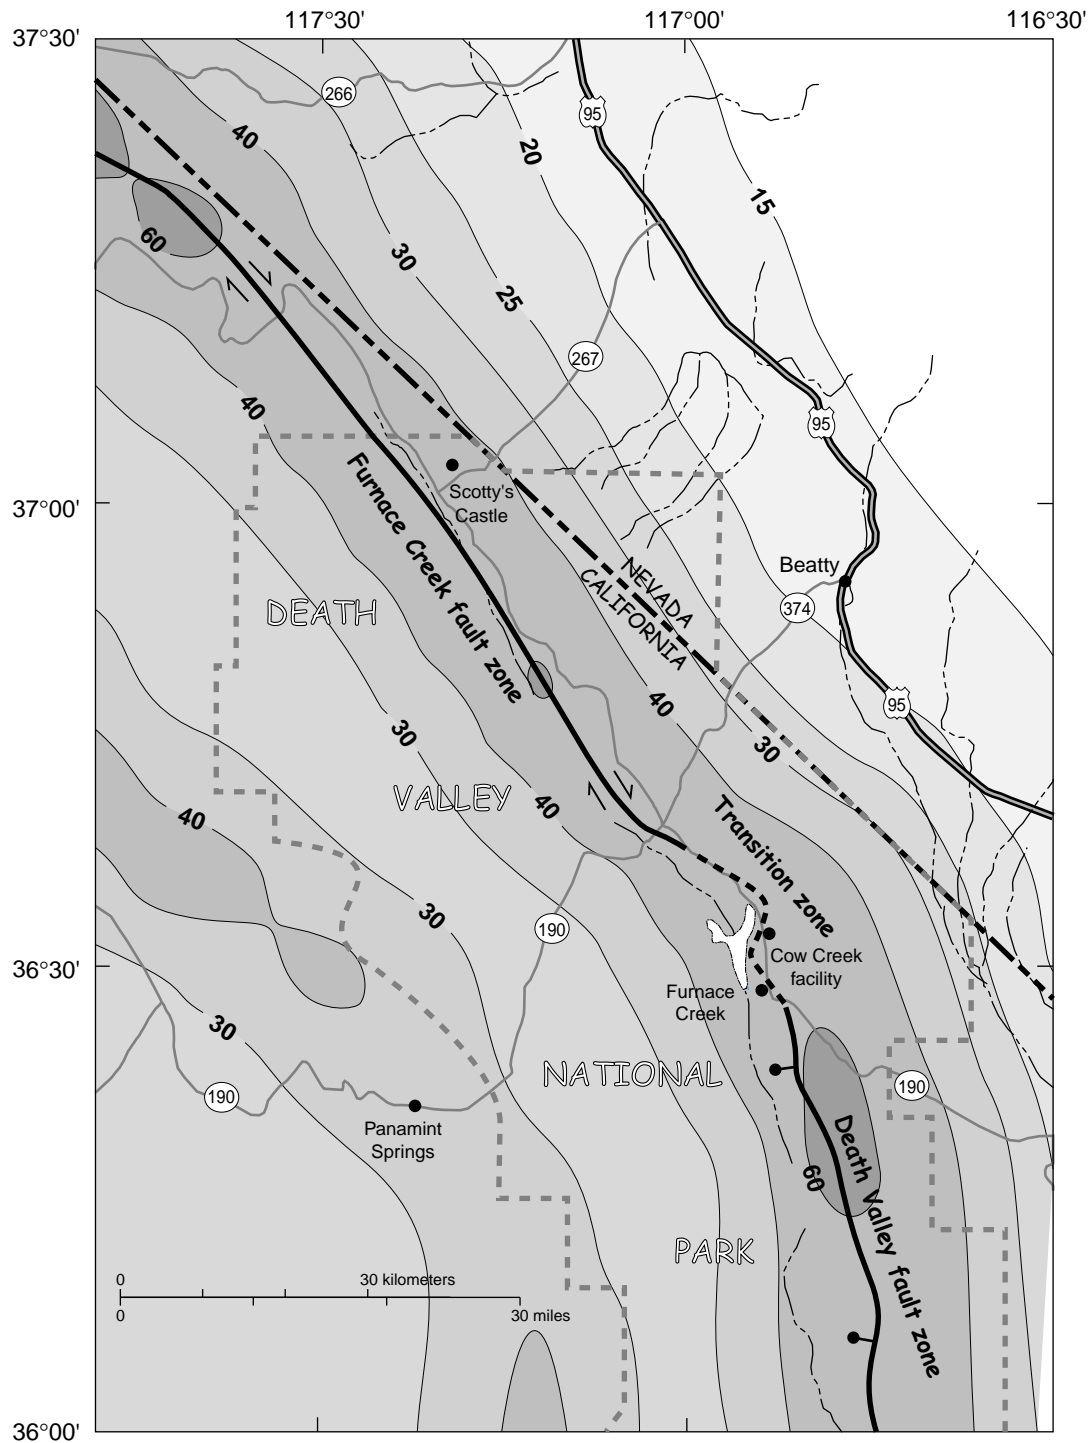 117°30'
117°00'
116°30'
37°30'
266
95
40
20
15
60
30
25
267
40
95
Furnace Creek fault zone
Scotty's
Castle
37°00'
NEVADA
CALIFORNIA
Beatty
374
DEATH
40
95
30
30
VALLEY
40
Transition zone
40
30
190
Cow Creek
facility
36°30'
Furnace
Creek
30
NATIONAL
190
190
Panamint
Springs
Death Valley fault zone
60
PARK
0
30 kilometers
0
30 miles
36°00'